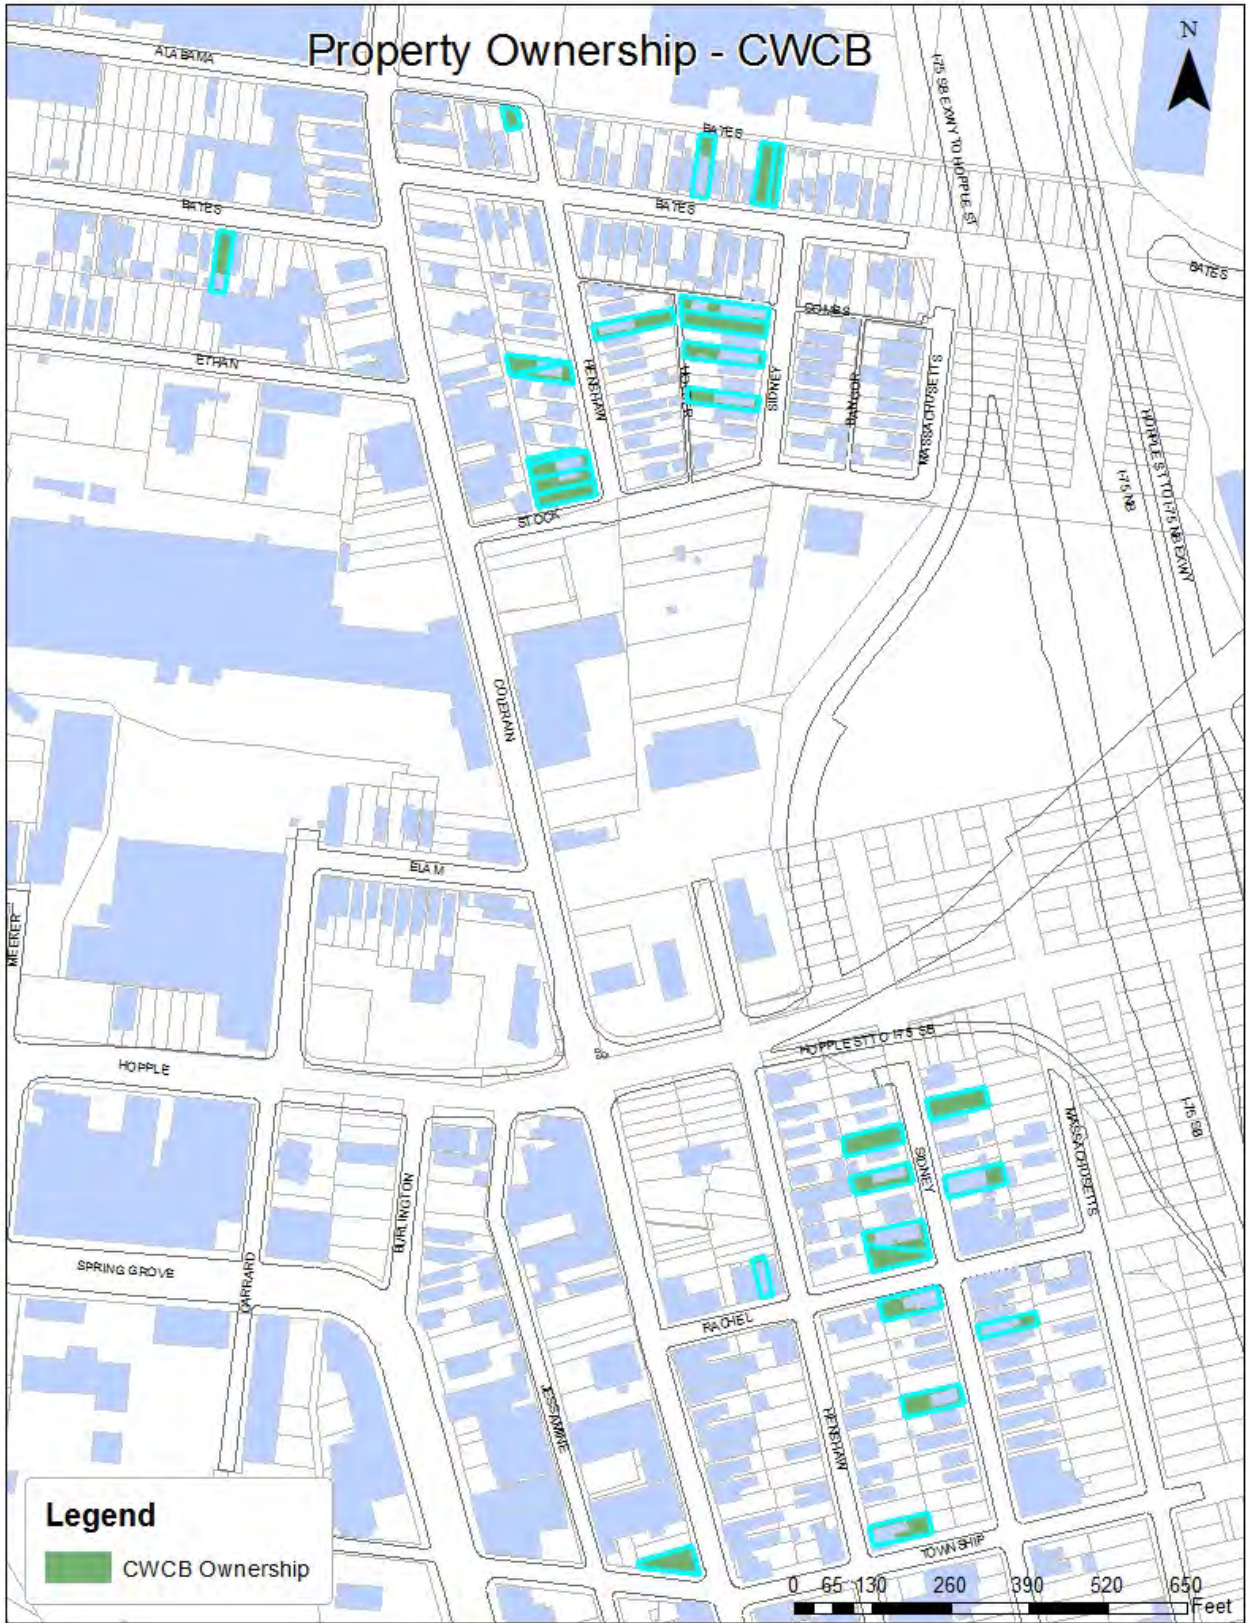 Property Ownership - CWCB
N
ALABAMA
I-75 SB EXWY TO HOPPLE ST
BATES
BATES
BATES
BATES
COMBS
ETHAN
HENSHAW
SIDNEY
BANGOR
MASSACHUSETTS
HOPPLE ST TO I-75 NB EXWY
I-75 NB
STOCK
COLERAIN
ELAM
MEEKER
HOPPLE ST TO I-75 SB
HOPPLE
I-75 SB
MASSACHUSETTS
SIDNEY
BURLINGTON
SPRING GROVE
GARRARD
RACHEL
JESSAMINE
HENSHAW
TOWNSHIP
Legend
CWCB Ownership
0 65 130 260 390 520 650
Feet